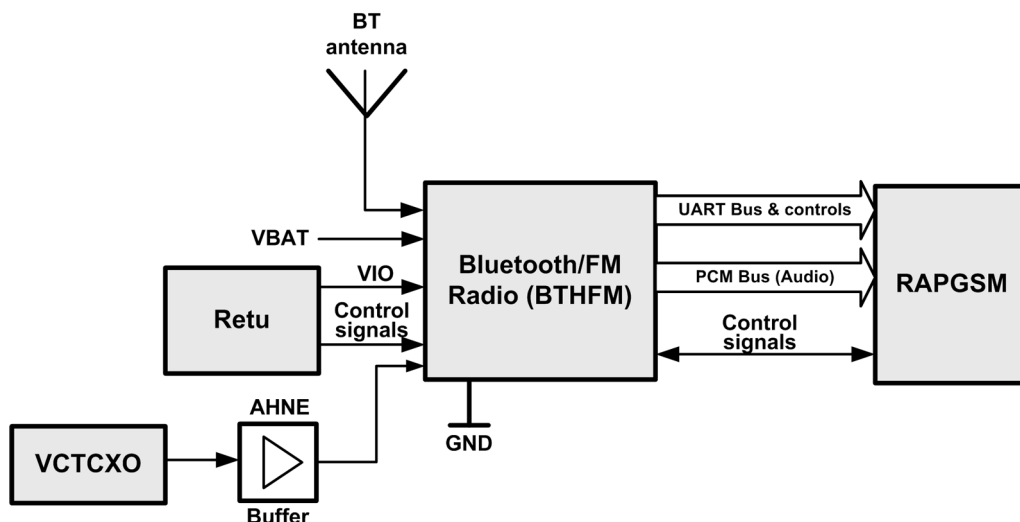 BT
antenna
UART Bus & controls
VBAT
Bluetooth/FM
Radio (BTHFM)
VIO
PCM Bus (Audio)
RAPGSM
Retu
Control
signals
Control
signals
AHNE
GND
VCTCXO
Buffer